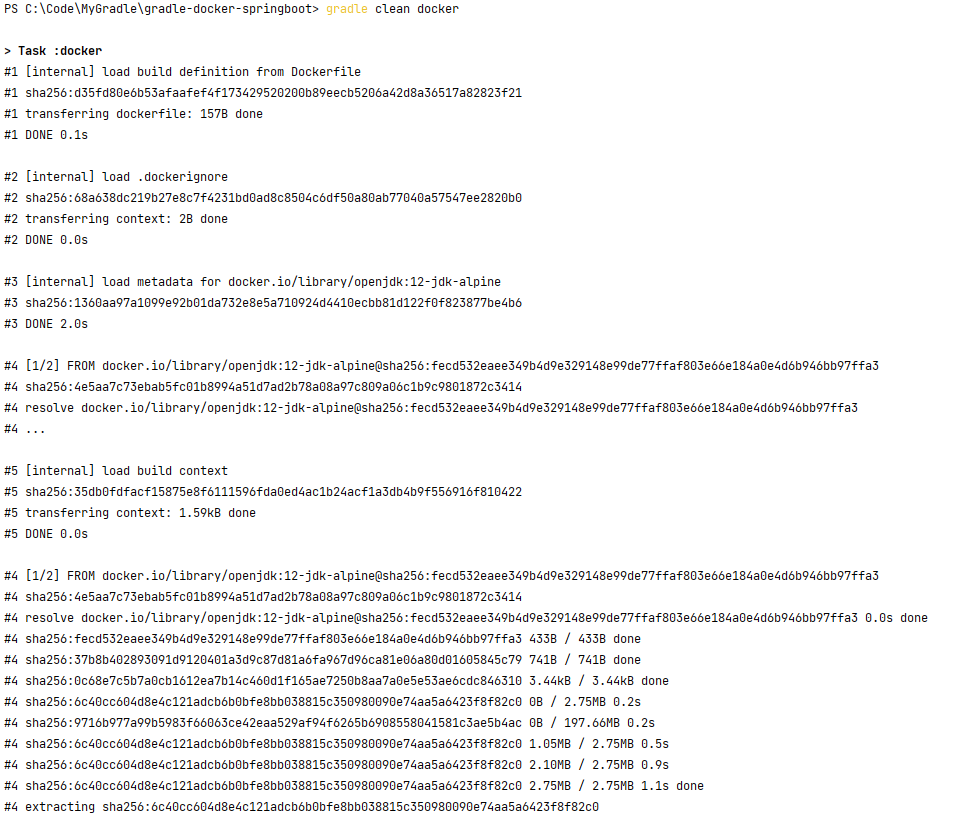 PS C:\Code\MyGradle\gradle-docker-springboot> gradle clean docker
> Task :docker
#1 [internal] load build definition from Dockerfile
#1 sha256:d35fd80e6b53afaafef4f173429520200b89eecb5206a42d8a36517a82823f21
#1 transferring dockerfile: 157B done
#1 DONE 0.1s
#2 [internal] load .dockerignore
#2 sha256:68a638dc219b27e8c7f4231bd0ad8c8504c6df50a80ab77040a57547ee2820b0
#2 transferring context: 2B done
#2 DONE 0.0s
#3 [internal] load metadata for docker.io/library/openjdk:12-jdk-alpine
#3 sha256:1360aa97a1099e92b01da732e8e5a710924d4410ecbb81d122f0f823877be4b6
#3 DONE 2.0s
#4 [1/2] FROM docker.io/library/openjdk:12-jdk-alpine@sha256:fecd532eaee349b4d9e329148e99de77ffaf803e66e184a0e4d6b946bb97ffa3
#4 sha256:4e5aa7c73ebab5fc01b8994a51d7ad2b78a08a97c809a06c1b9c9801872c3414
#4 resolve docker.io/library/openjdk:12-jdk-alpine@sha256:fecd532eaee349b4d9e329148e99de77ffaf803e66e184a0e4d6b946bb97ffa3
#4 ...
#5 [internal] load build context
#5 sha256:35db0fdfacf15875e8f6111596fda0ed4ac1b24acf1a3db4b9f556916f810422
#5 transferring context: 1.59kB done
#5 DONE 0.0s
#4 [1/2] FROM docker.io/library/openjdk:12-jdk-alpine@sha256:fecd532eaee349b4d9e329148e99de77ffaf803e66e184a0e4d6b946bb97ffa3
#4 sha256:4e5aa7c73ebab5fc01b8994a51d7ad2b78a08a97c809a06c1b9c9801872c3414
#4 resolve docker.io/library/openjdk:12-jdk-alpine@sha256:fecd532eaee349b4d9e329148e99de77ffaf803e66e184a0e4d6b946bb97ffa3 0.0s done
#4 sha256:fecd532eaee349b4d9e329148e99de77ffaf803e66e184a0e4d6b946bb97ffa3 433B / 433B done
#4 sha256:37b8b402893091d9120401a3d9c87d81a6fa967d96ca81e06a80d01605845c79 741B / 741B done
#4 sha256:0c68e7c5b7a0cb1612ea7b14c460d1f165ae7250b8aa7a0e5e53ae6cdc846310 3.44kB / 3.44kB done
#4 sha256:6c40cc604d8e4c121adcb6b0bfe8bb038815c350980090e74aa5a6423f8f82c0 0B / 2.75MB 0.2s
#4 sha256:9716b977a99b5983f66063ce42eaa529af94f6265b6908558041581c3ae5b4ac 0B / 197.66MB 0.2s
#4 sha256:6c40cc604d8e4c121adcb6b0bfe8bb038815c350980090e74aa5a6423f8f82c0 1.05MB / 2.75MB 0.5s
#4 sha256:6c40cc604d8e4c121adcb6b0bfe8bb038815c350980090e74aa5a6423f8f82c0 2.10MB / 2.75MB 0.9s
#4 sha256:6c40cc604d8e4c121adcb6b0bfe8bb038815c350980090e74aa5a6423f8f82c0 2.75MB / 2.75MB 1.1s done
#4 extracting sha256:6c40cc604d8e4c121adcb6b0bfe8bb038815c350980090e74aa5a6423f8f82c0